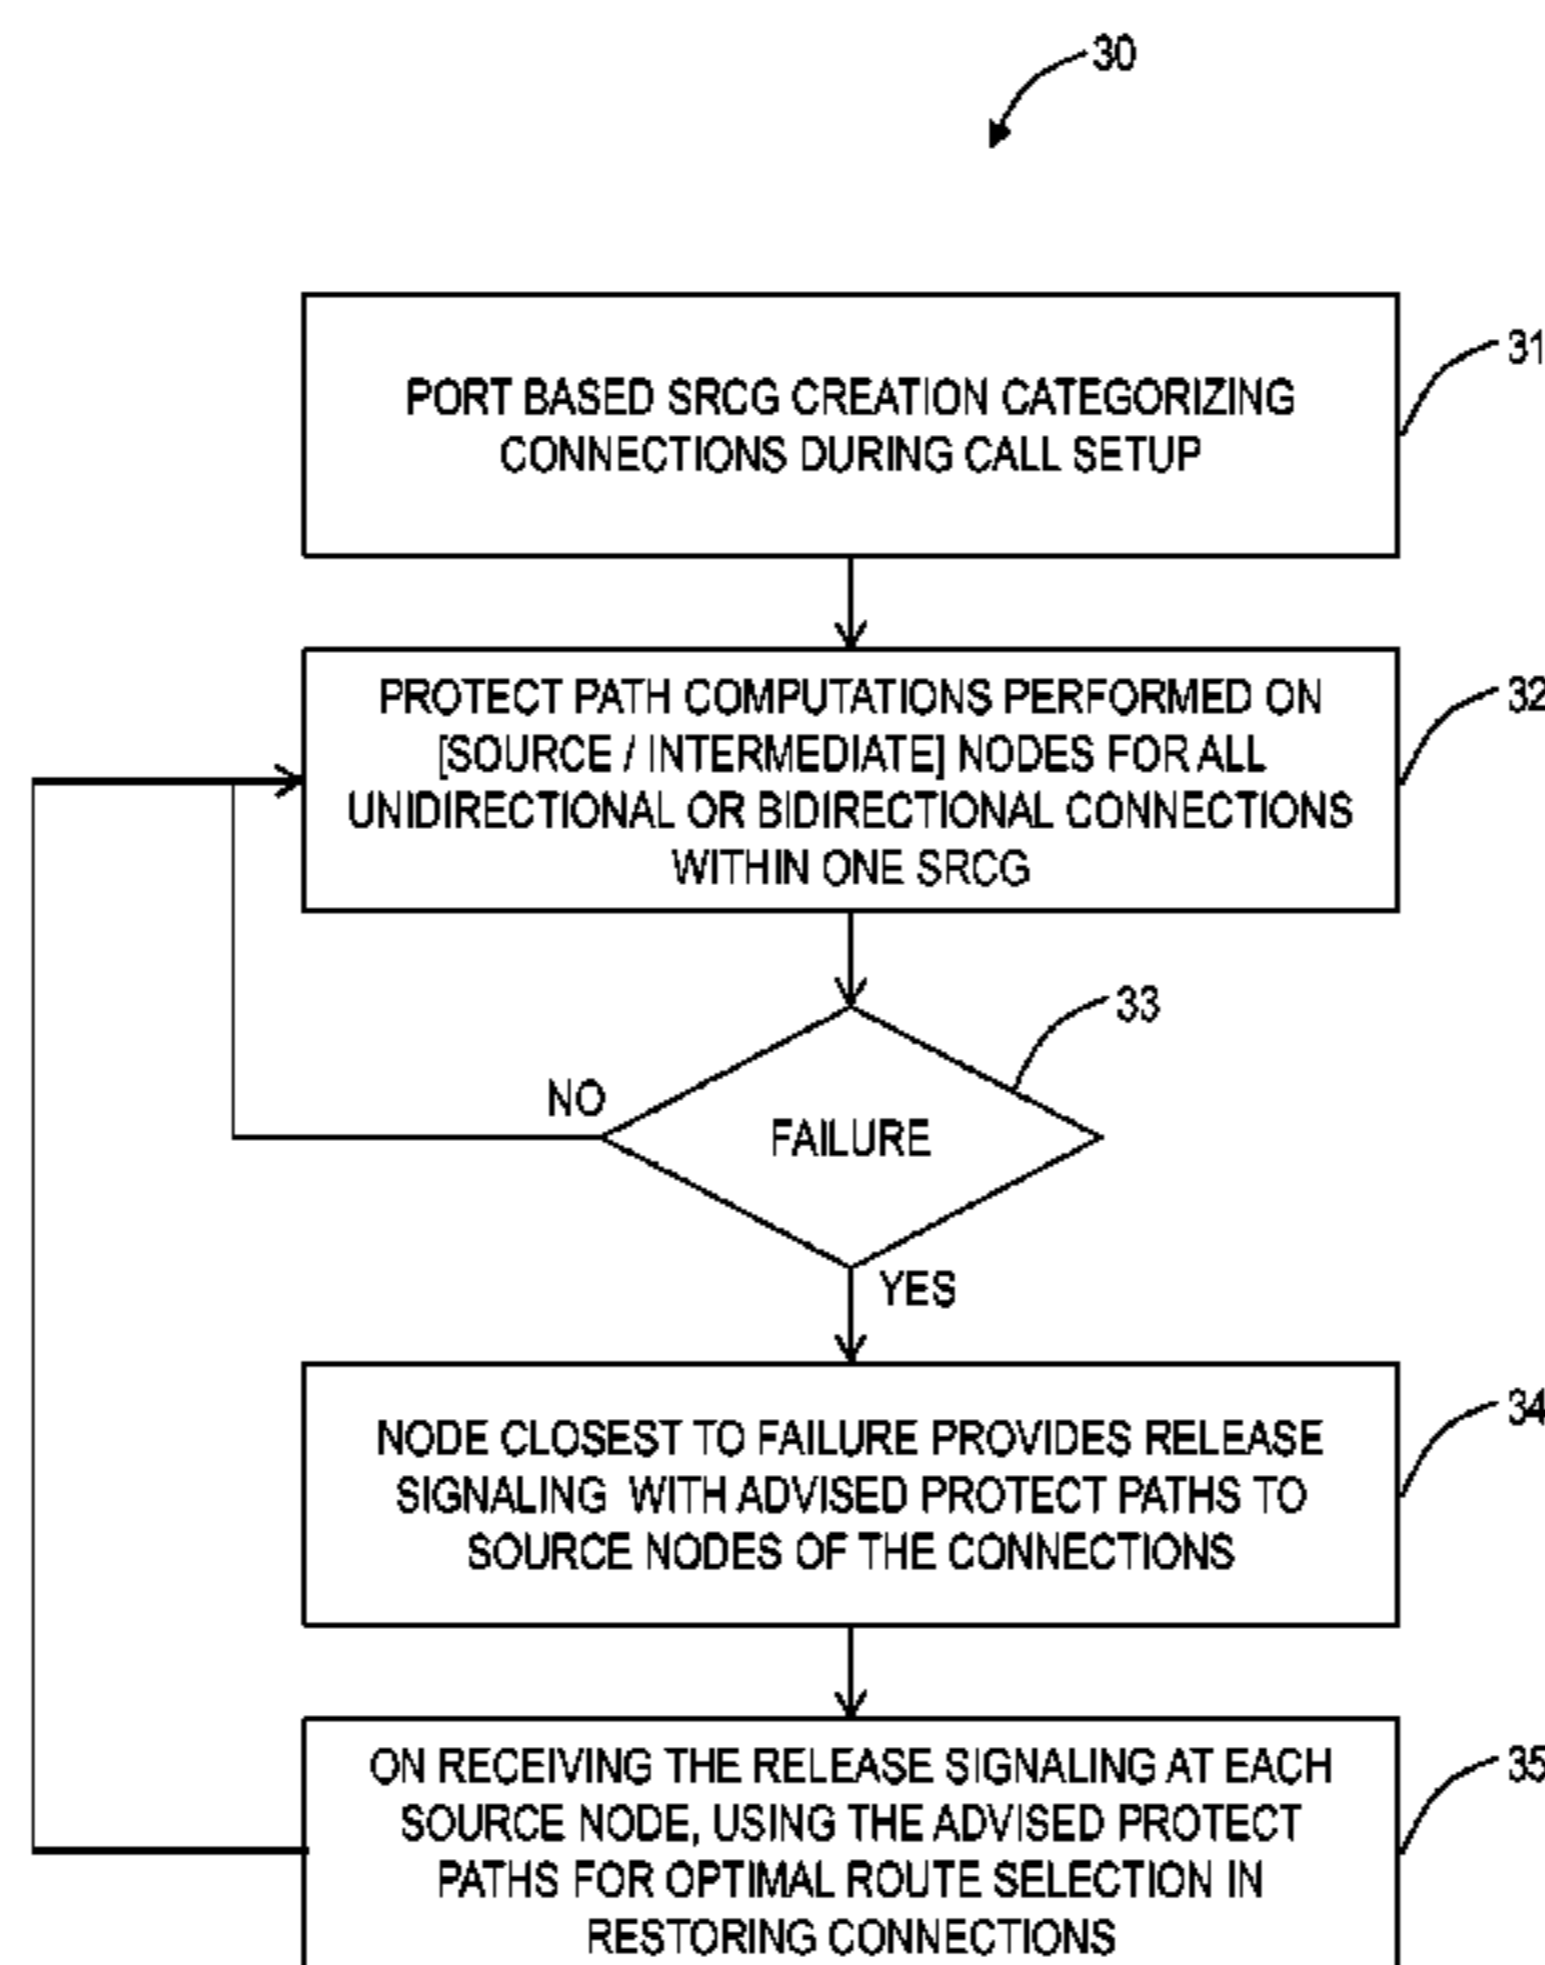 30
PORT BASED SRCG CREATION CATEGORIZING
CONNECTIONS DURING CALL SETUP
31
PROTECT PATH COMPUTATIONS PERFORMED ON
[SOURCE / INTERMEDIATE] NODES FOR ALL
UNIDIRECTIONAL OR BIDIRECTIONAL CONNECTIONS
WITHIN ONE SRCG
32
33
NO
FAILURE
YES
NODE CLOSEST TO FAILURE PROVIDES RELEASE
SIGNALING WITH ADVISED PROTECT PATHS TO
SOURCE NODES OF THE CONNECTIONS
34
ON RECEIVING THE RELEASE SIGNALING AT EACH
SOURCE NODE, USING THE ADVISED PROTECT
PATHS FOR OPTIMAL ROUTE SELECTION IN
RESTORING CONNECTIONS
35